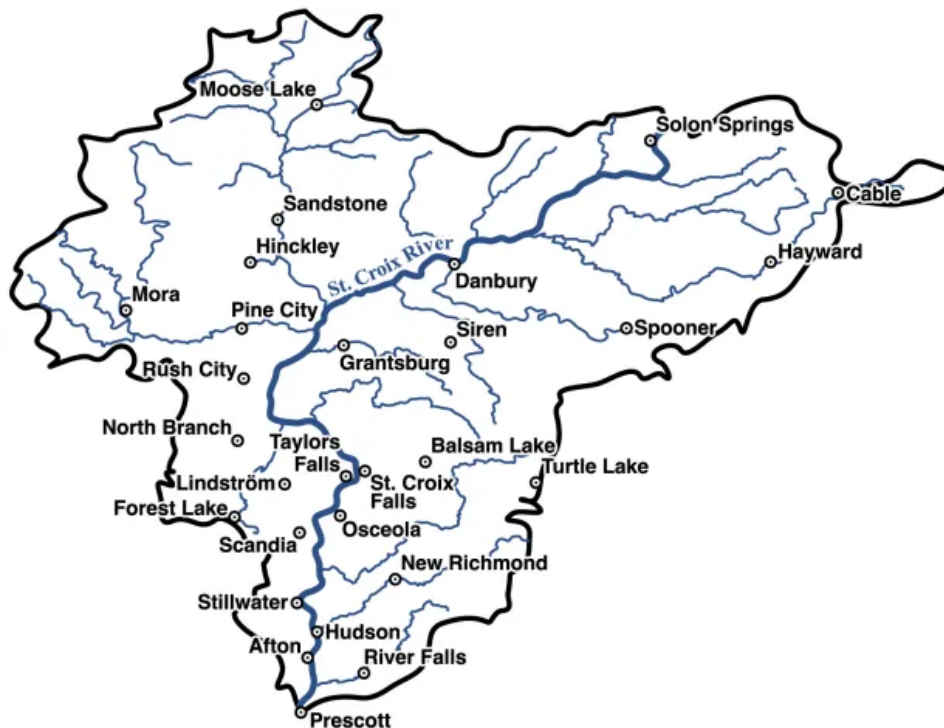 Moose Lake
Solon Springs
Cable
Sandstone
Hinckley
St. Croix River
Hayward
Danbury
Mora
Pine City
Siren
Spooner
Grantsburg
Rush City
North Branch
Taylors
Falls
Balsam Lake
Turtle Lake
St. Croix
Falls
Lindström
Forest Lake
Osceola
Scandia
New Richmond
Stillwater
Hudson
Afton
River Falls
Prescott